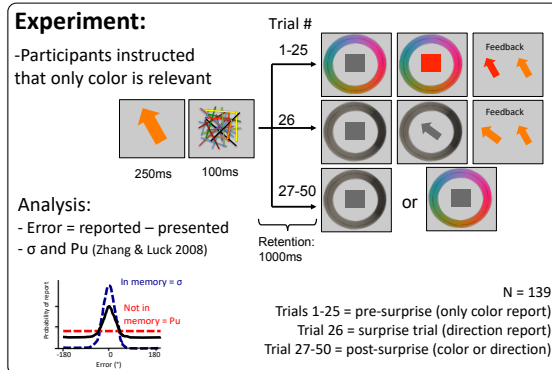 Experiment:
-Participants instructed
that only color is relevant
250ms
100ms
Trial #
1-25
26
27-50
Feedback
Feedback
or
Retention:
1000ms
Analysis:
- Error = reported – presented
- σ and Pu (Zhang & Luck 2008)
In memory = σ
Not in
memory = Pu
Probability of report
-180
0
180
Error (°)
N = 139
Trials 1-25 = pre-surprise (only color report)
Trial 26 = surprise trial (direction report)
Trial 27-50 = post-surprise (color or direction)